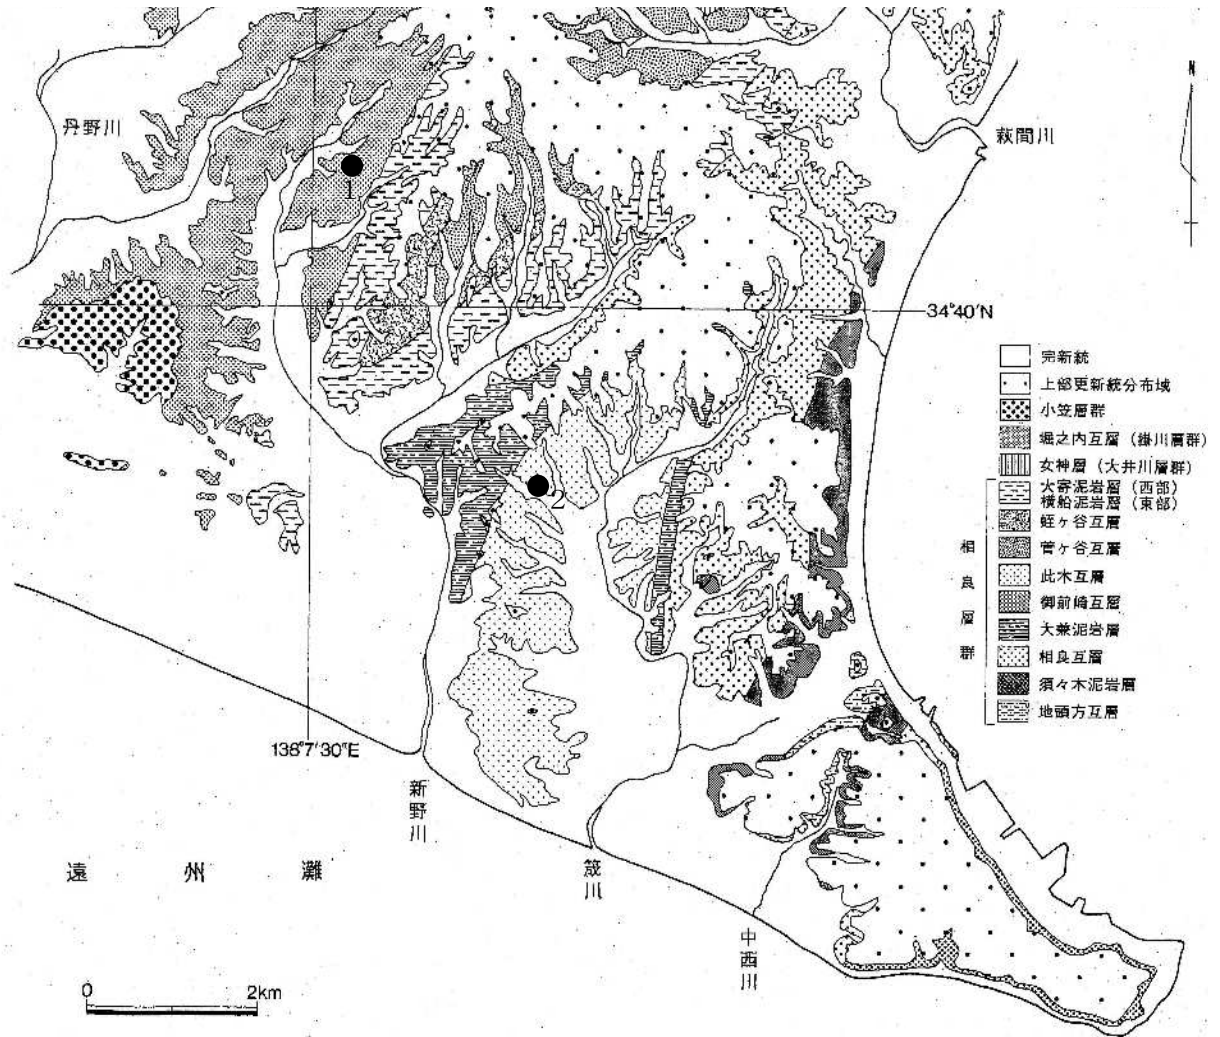 N
丹野川
萩間川
1
34°40′N
完新統
上部更新統分布域
小笠層群
堀之内互層（掛川層群）
女神層（大井川層群）
大寄泥岩層（西部）
横船泥岩層（東部）
蛭ヶ谷互層
菅ヶ谷互層
此木互層
御前崎互層
大兼泥岩層
相良互層
須々木泥岩層
地頭方互層
相良層群
2
138°7′30″E
新野川
筬川
中西川
遠州灘
0 2km